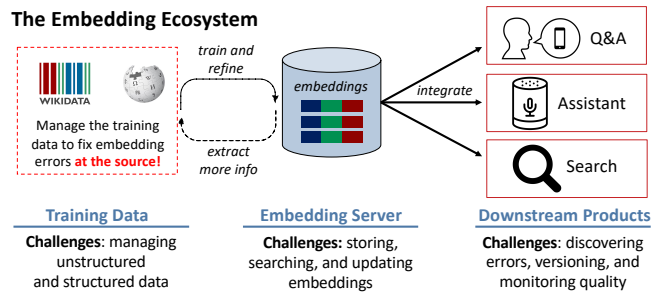 The Embedding Ecosystem
WIKIDATA
Manage the training
data to fix embedding
errors at the source!
train and
refine
extract
more info
embeddings
integrate
Q&A
Assistant
Search
Training Data
Challenges: managing
unstructured
and structured data
Embedding Server
Challenges: storing,
searching, and updating
embeddings
Downstream Products
Challenges: discovering
errors, versioning, and
monitoring quality